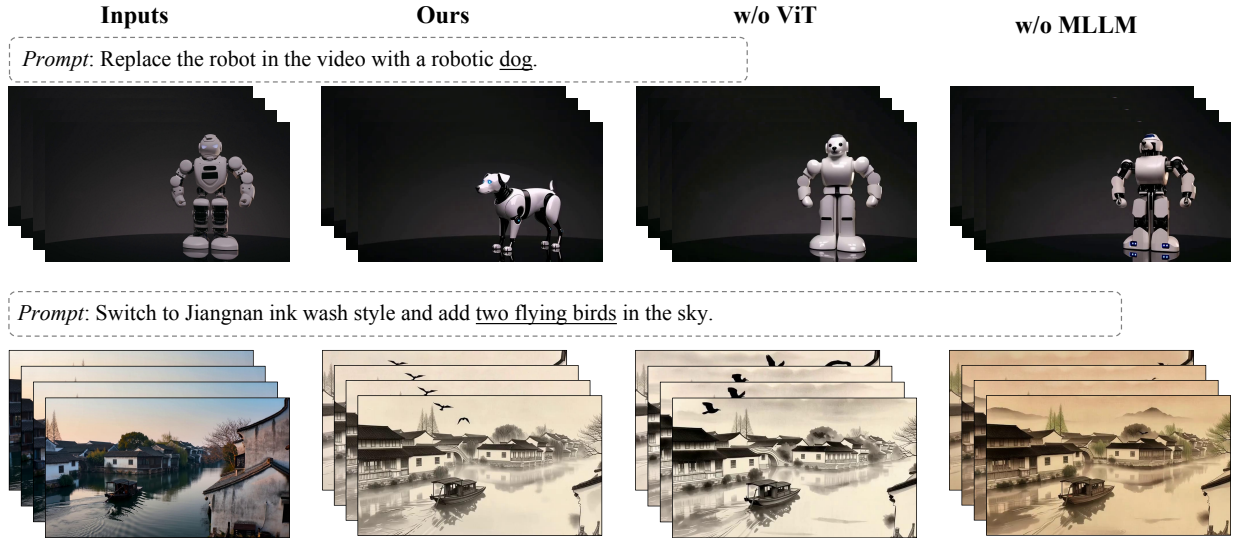 Inputs Ours w/o ViT w/o MLLM
Prompt: Replace the robot in the video with a robotic dog.
Prompt: Switch to Jiangnan ink wash style and add two flying birds in the sky.